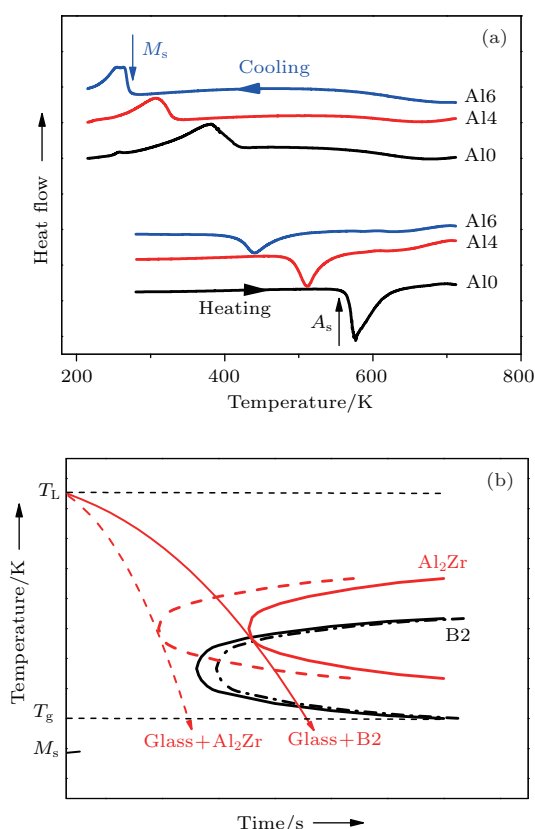 (a)
Ms
Cooling
Al6
Al4
Al0
Al6
Al4
Al0
Heating
As
Heat flow
200 400 600 800
Temperature/K
(b)
TL
Al2Zr
B2
Temperature/K
Tg
Glass+Al2Zr Glass+B2
Ms
Time/s